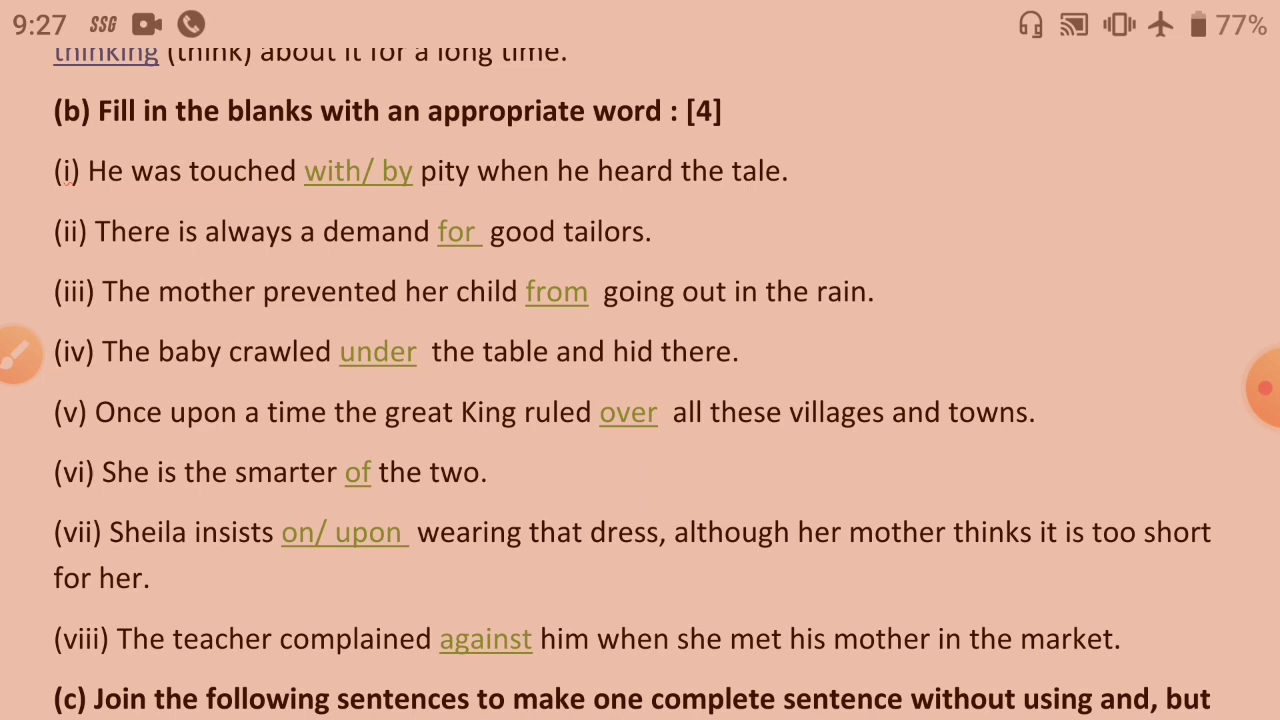 9:27 SSG 77%
thinking (think) about it for a long time.
(b) Fill in the blanks with an appropriate word : [4]
(i) He was touched with/ by pity when he heard the tale.
(ii) There is always a demand for good tailors.
(iii) The mother prevented her child from going out in the rain.
(iv) The baby crawled under the table and hid there.
(v) Once upon a time the great King ruled over all these villages and towns.
(vi) She is the smarter of the two.
(vii) Sheila insists on/ upon wearing that dress, although her mother thinks it is too short
for her.
(viii) The teacher complained against him when she met his mother in the market.
(c) Join the following sentences to make one complete sentence without using and, but